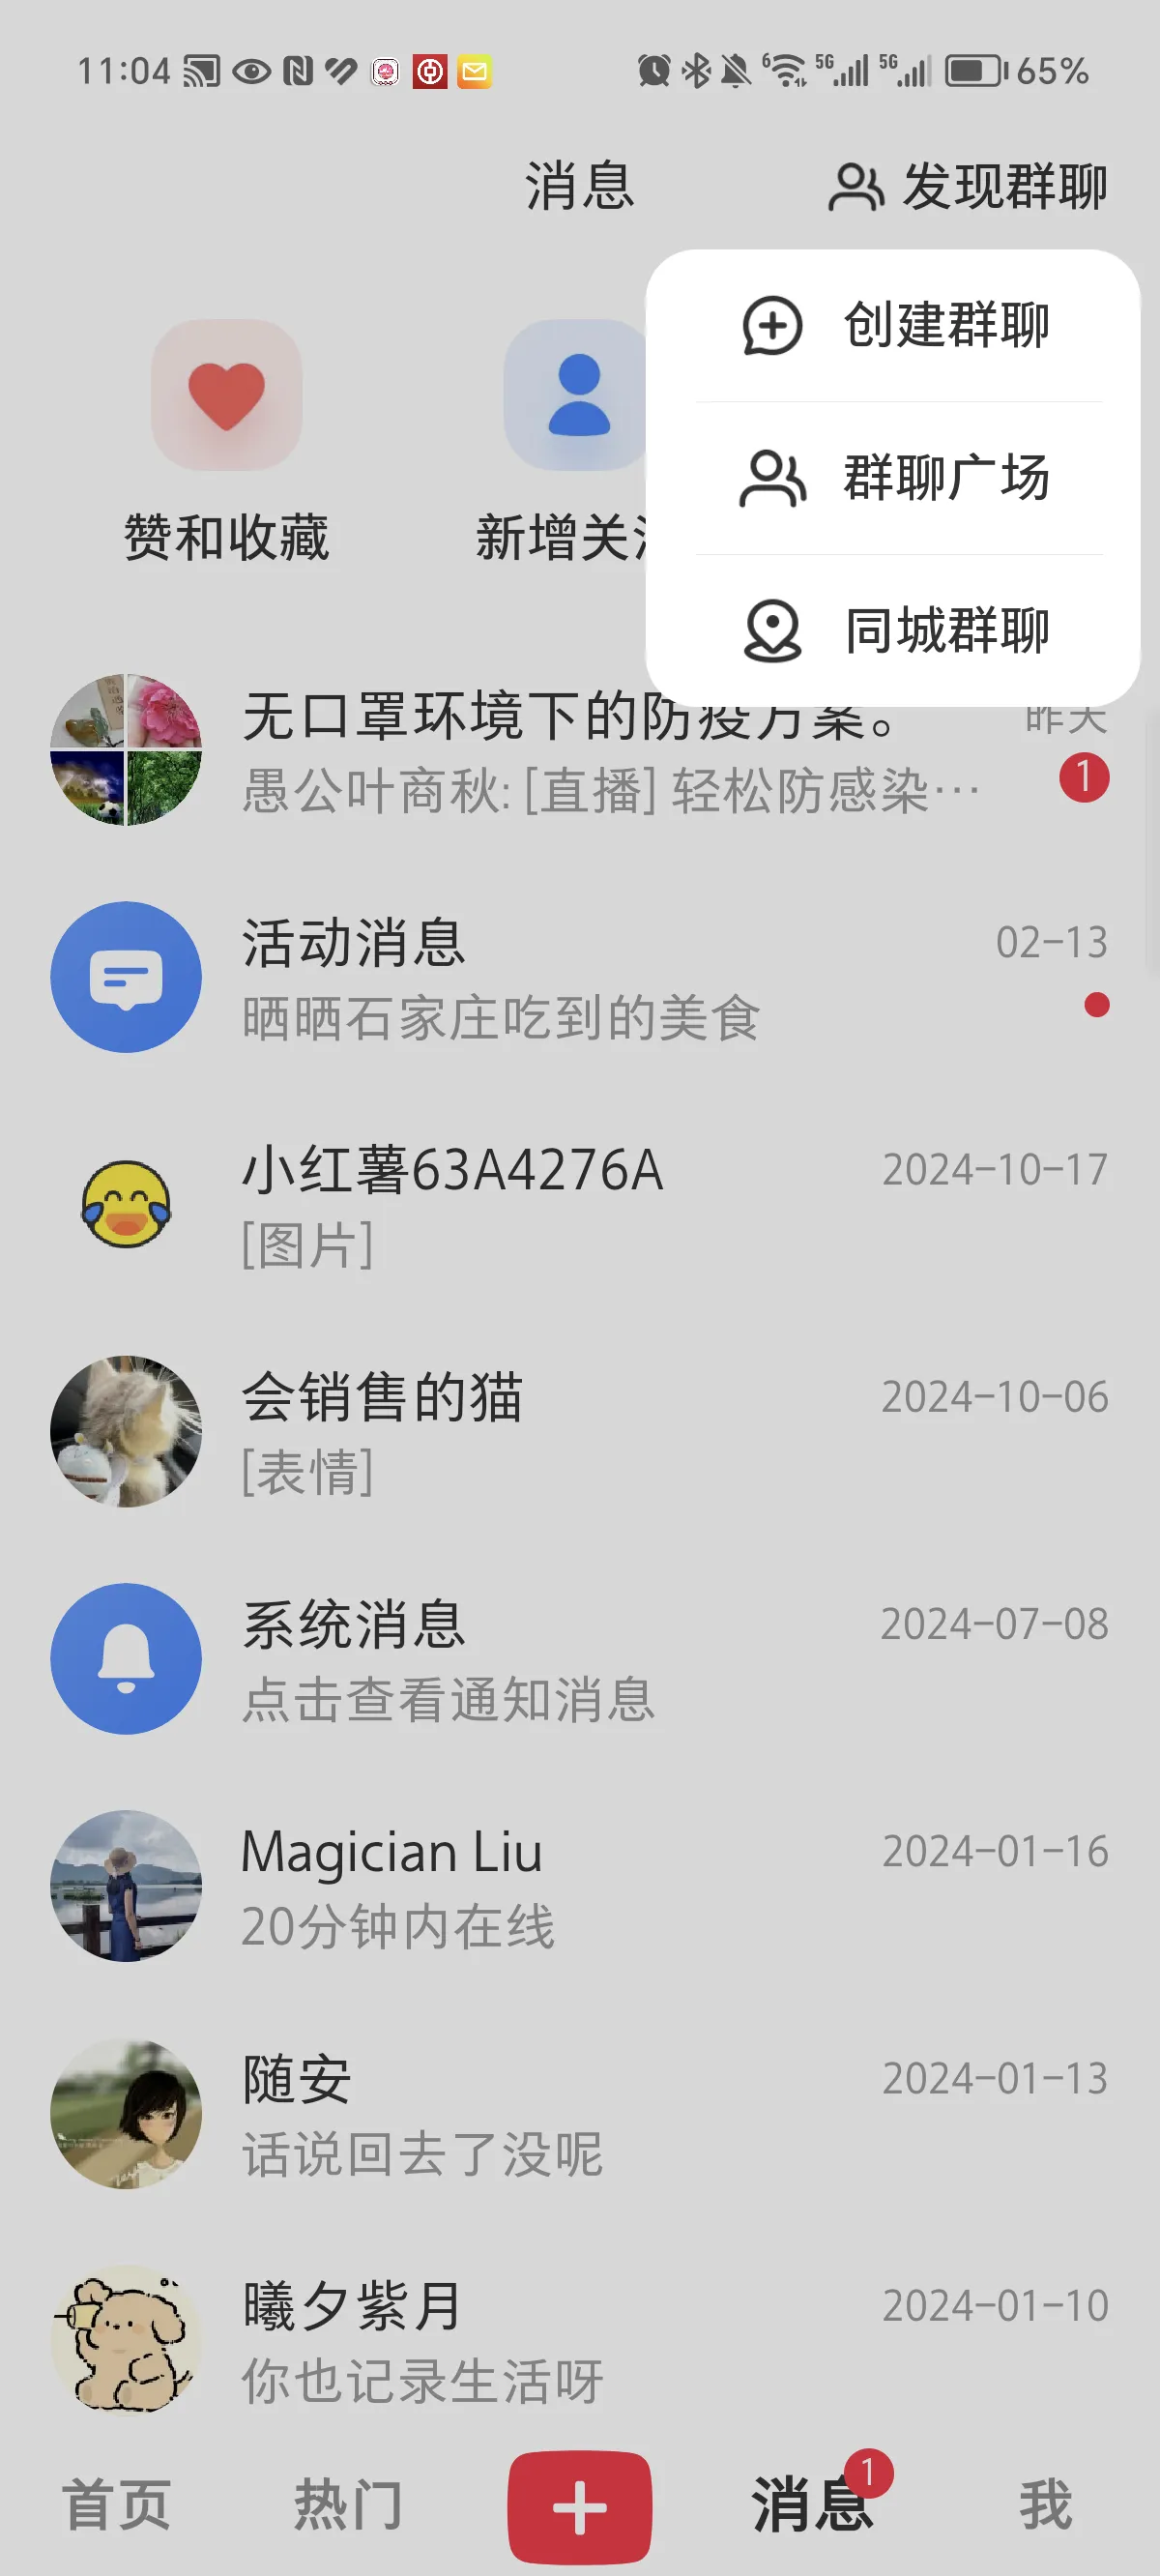 11:04
6
5G
5G
65%
消息
发现群聊
创建群聊
群聊广场
同城群聊
赞和收藏
新增关
无口罩环境下的防疫方案。
昨天
愚公叶商秋: [直播] 轻松防感染…
1
活动消息
02-13
晒晒石家庄吃到的美食
小红薯63A4276A
2024-10-17
[图片]
会销售的猫
2024-10-06
[表情]
系统消息
2024-07-08
点击查看通知消息
Magician Liu
2024-01-16
20分钟内在线
随安
2024-01-13
话说回去了没呢
曦夕紫月
2024-01-10
你也记录生活呀
首页
热门
消息
1
我